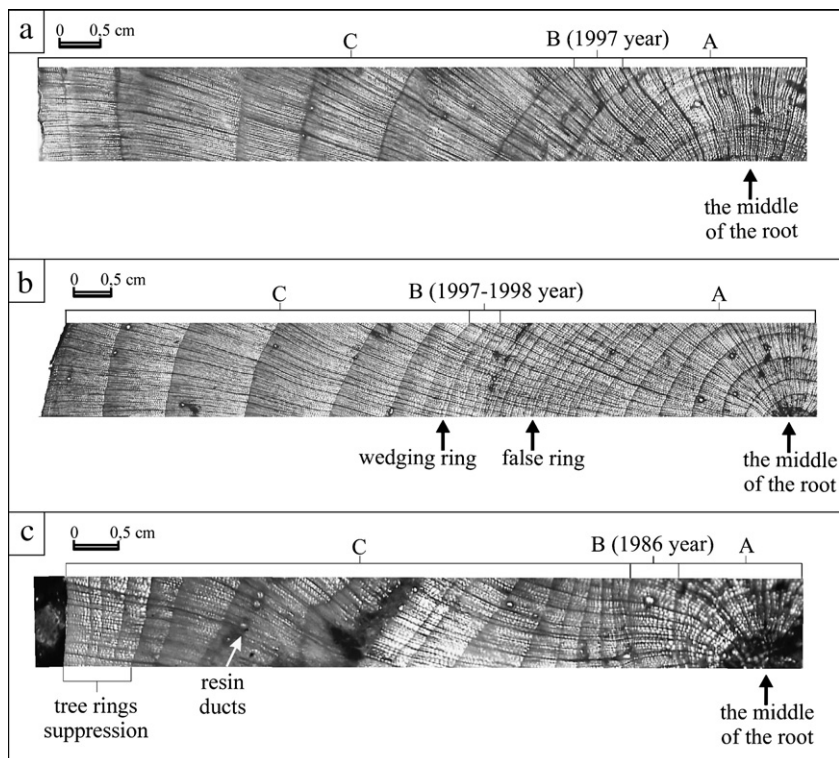 a
0 0.5 cm
C B (1997 year) A
the middle
of the root
b
0 0.5 cm
C B (1997-1998 year) A
wedging ring false ring the middle
of the root
c
0 0.5 cm
C B (1986 year) A
tree rings
suppression
resin
ducts
the middle
of the root